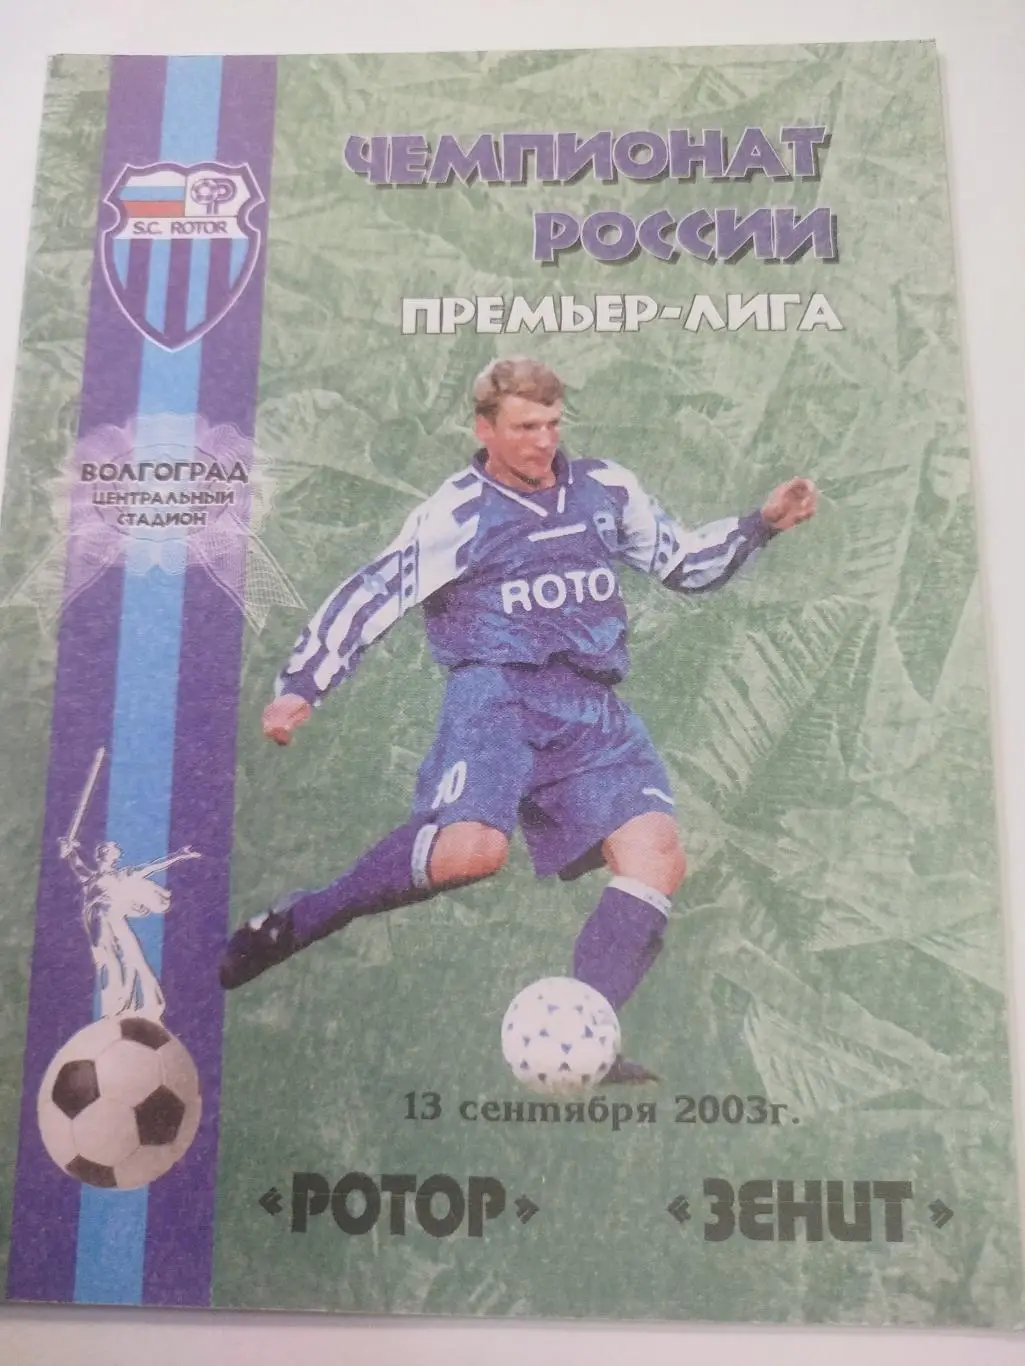 ЧЕМПИОНАТ
РОССИИ
ПРЕМЬЕР-ЛИГА
S.C. ROTOR
ВОЛГОГРАД
ЦЕНТРАЛЬНЫЙ
СТАДИОН
ROTO
10
13 сентября 2003г.
«РОТОР» «ЗЕНИТ»